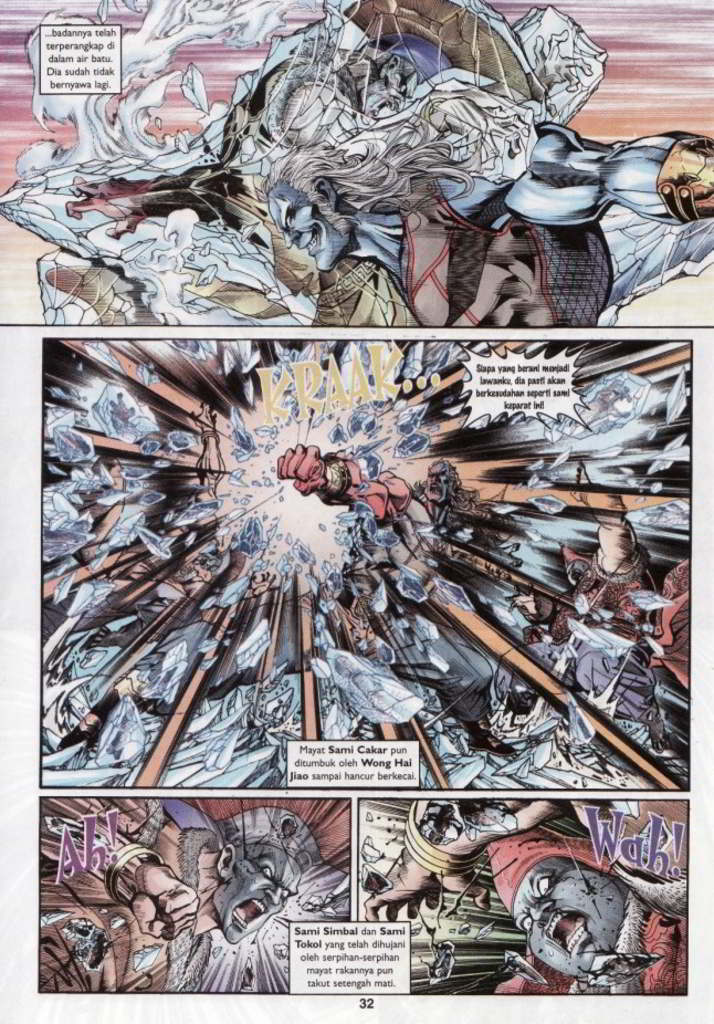 ...badannya telah
terperangkap di
dalam air batu.
Dia sudah tidak
bernyawa lagi.
KRAAK...
Siapa yang berani menjadi
lawanku, dia pasti akan
berkesudahan seperti sami
keparat ini!
Mayat Sami Cakar pun
ditumbuk oleh Wong Hai
Jiao sampai hancur berkecai.
Ah!
Wah!
Sami Simbal dan Sami
Tokol yang telah dihujani
oleh serpihan-serpihan
mayat rakannya pun
takut setengah mati.
32